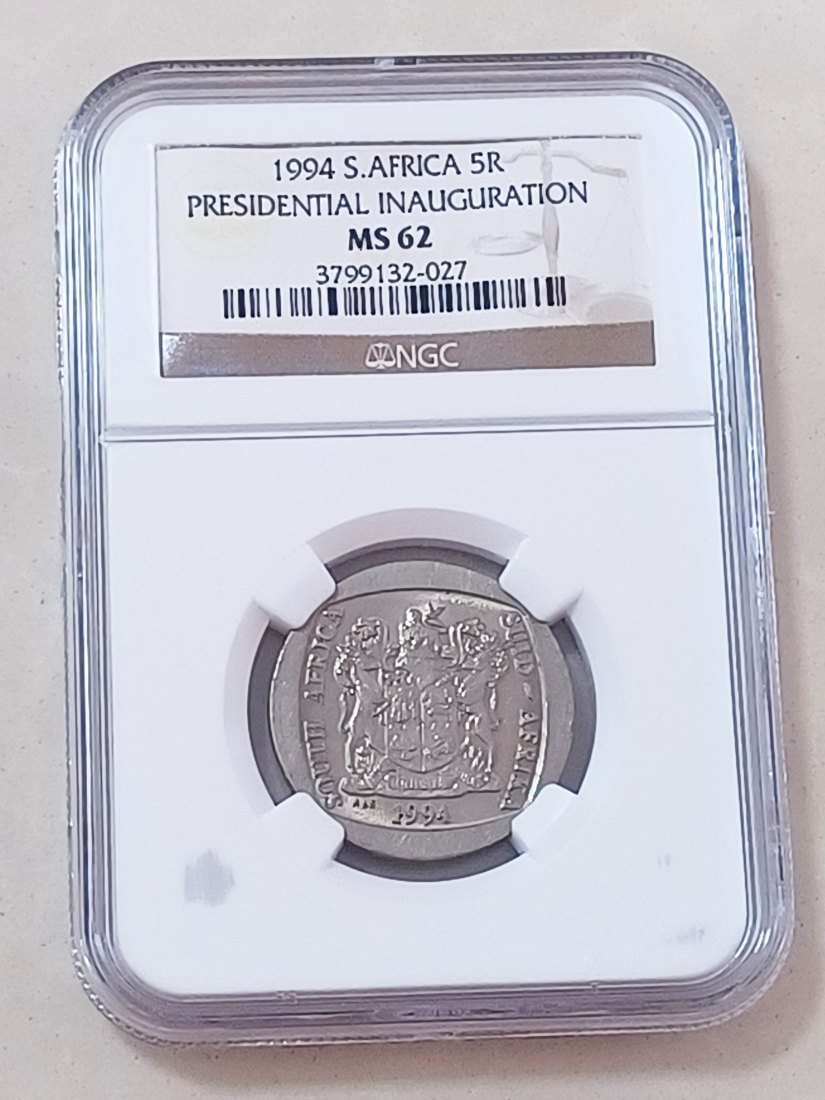 1994 S.AFRICA 5R
PRESIDENTIAL INAUGURATION
MS 62
3799132-027
NGC
SOUTH AFRICA
SUID-AFRIKA
1994